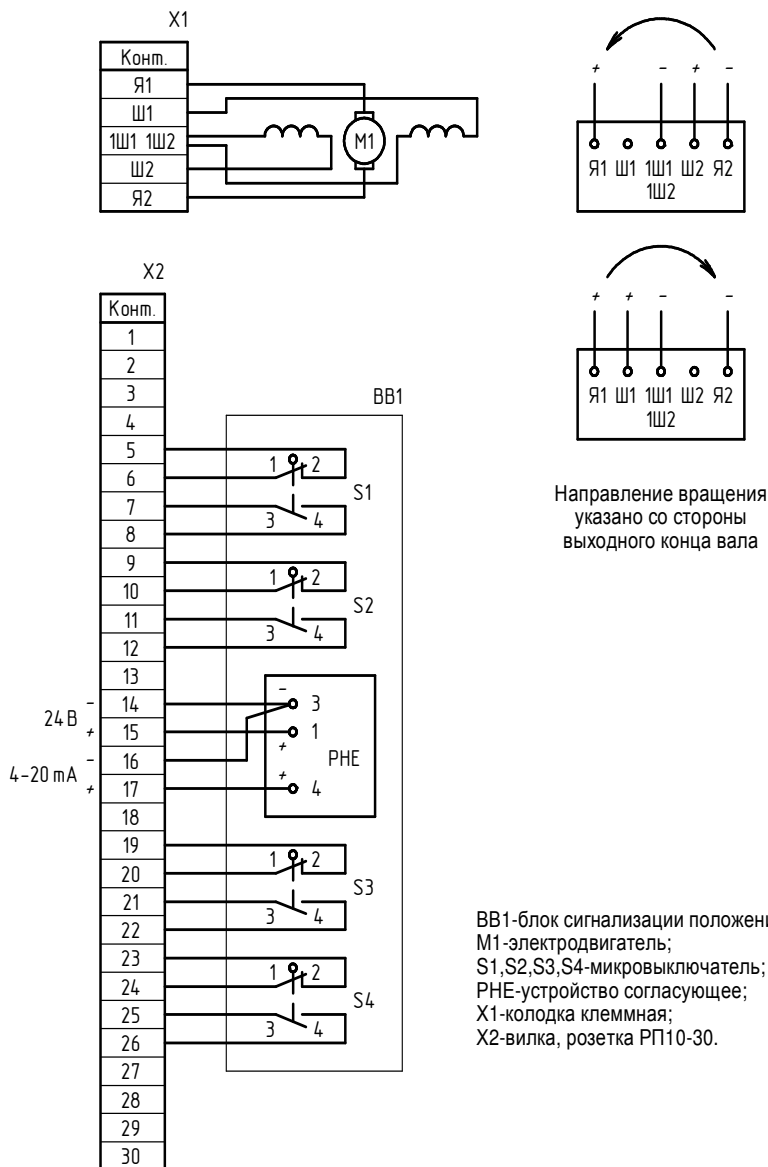 X1
Конт.
Я1
Ш1
1Ш1 1Ш2
Ш2
Я2
M1
+ - + -
Я1 Ш1 1Ш1 Ш2 Я2
1Ш2
+ + - -
Я1 Ш1 1Ш1 Ш2 Я2
1Ш2
Направление вращения
указано со стороны
выходного конца вала
X2
Конт.
1
2
3
4
5
6
7
8
9
10
11
12
13
14
15
16
17
18
19
20
21
22
23
24
25
26
27
28
29
30
24 В
-
+
4-20 mA
-
+
BB1
1 2
S1
3 4
1 2
S2
3 4
-
3
1
+
PHE
+
4
1 2
S3
3 4
1 2
S4
3 4
BB1-блок сигнализации положени
M1-электродвигатель;
S1,S2,S3,S4-микровыключатель;
PHE-устройство согласующее;
X1-колодка клеммная;
X2-вилка, розетка РП10-30.